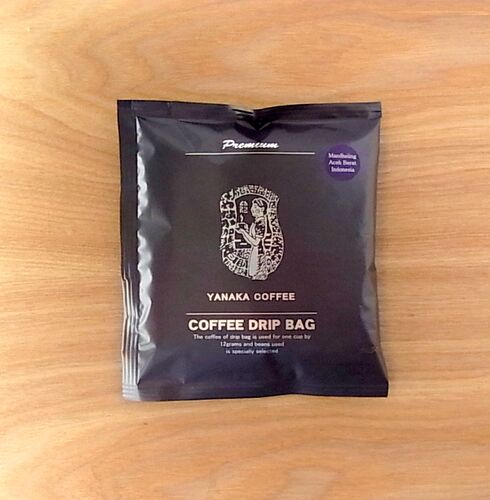 Premium
Mandheling
Aceh Barat
Indonesia
YANAKA COFFEE
COFFEE DRIP BAG
The coffee of drip bag is used for one cup by
12grams and beans used
is specially selected